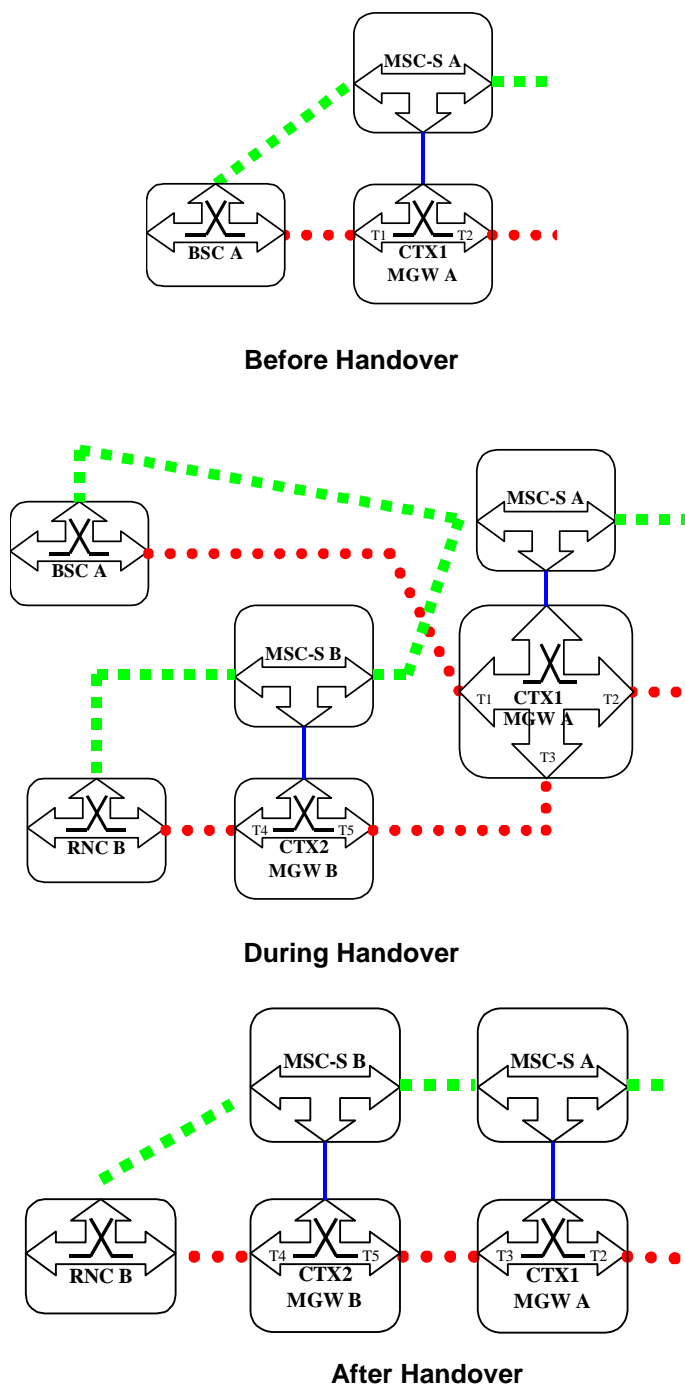 MSC-S A
BSC A
T1
T2
CTX1
MGW A
Before Handover
MSC-S A
BSC A
MSC-S B
T1
CTX1
T2
MGW A
T3
RNC B
T4
CTX2
T5
MGW B
During Handover
MSC-S B
MSC-S A
RNC B
T4
T5
CTX2
MGW B
T3
T2
CTX1
MGW A
After Handover